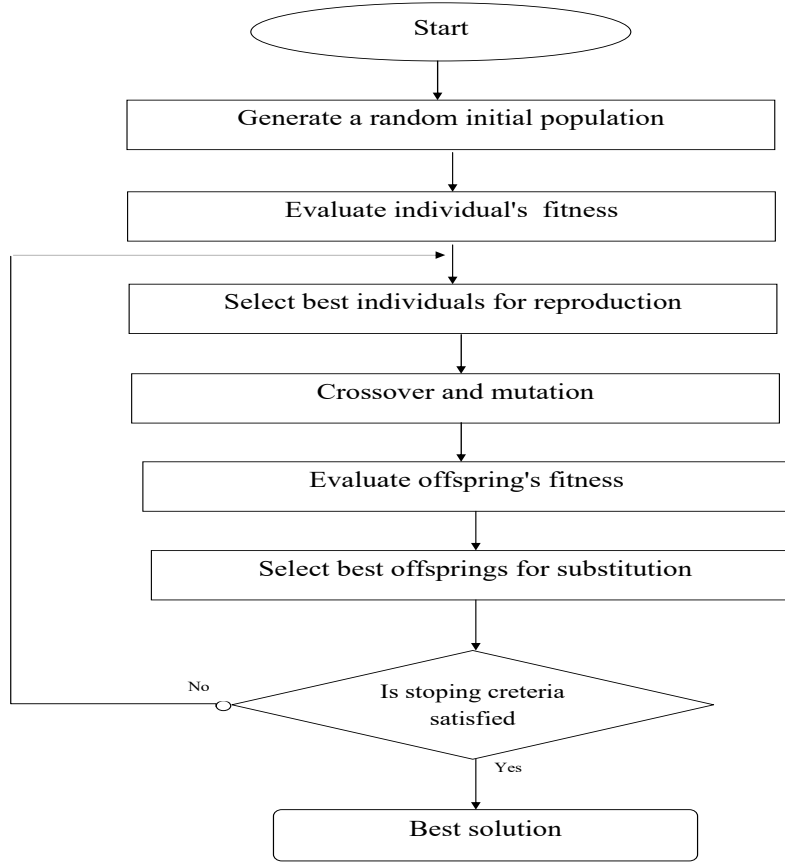 Start
Generate a random initial population
Evaluate individual's fitness
Select best individuals for reproduction
Crossover and mutation
Evaluate offspring's fitness
Select best offsprings for substitution
No
Is stoping creteria
satisfied
Yes
Best solution